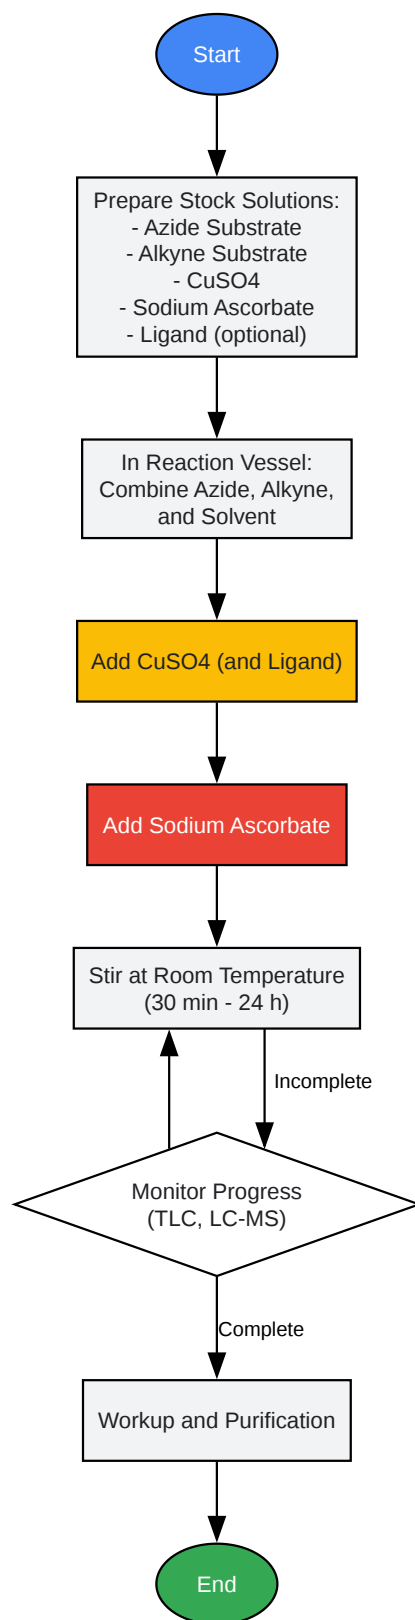 Start
Prepare Stock Solutions:
- Azide Substrate
- Alkyne Substrate
- CuSO4
- Sodium Ascorbate
- Ligand (optional)
In Reaction Vessel:
Combine Azide, Alkyne,
and Solvent
Add CuSO4 (and Ligand)
Add Sodium Ascorbate
Stir at Room Temperature
(30 min - 24 h)
Incomplete
Monitor Progress
(TLC, LC-MS)
Complete
Workup and Purification
End